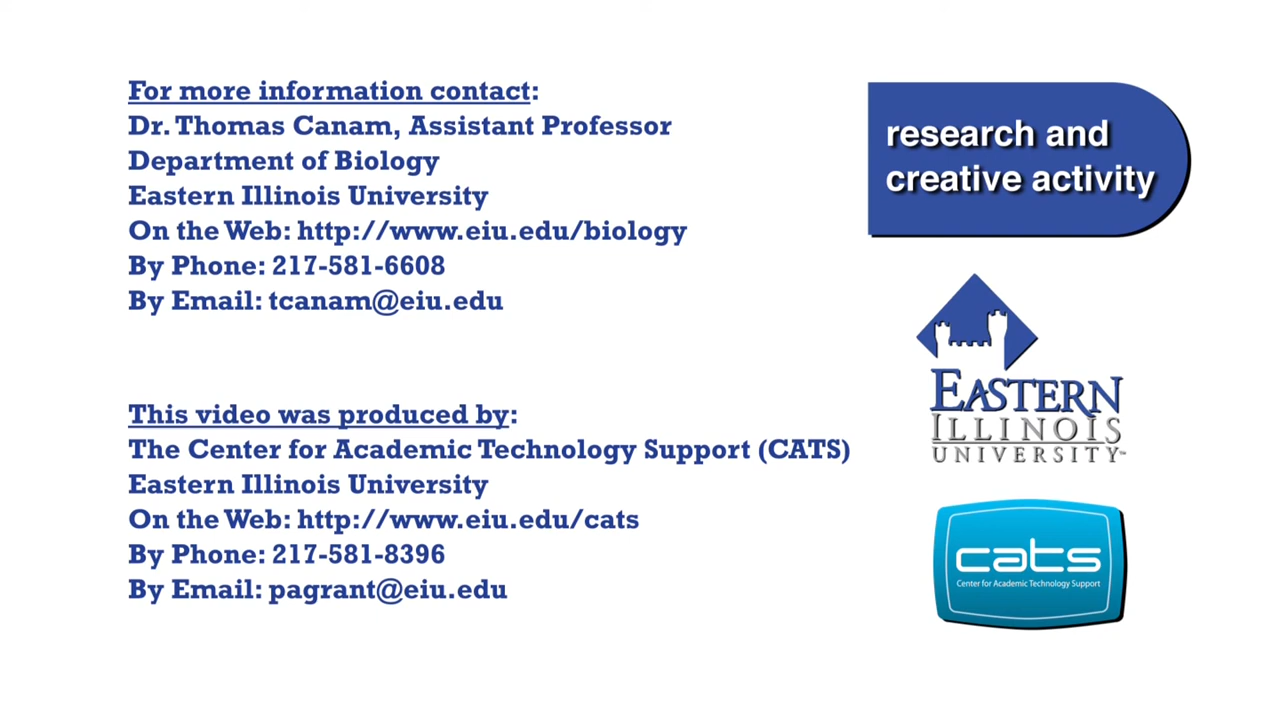 For more information contact:
Dr. Thomas Canam, Assistant Professor
Department of Biology
Eastern Illinois University
On the Web: http://www.eiu.edu/biology
By Phone: 217-581-6608
By Email: tcanam@eiu.edu
This video was produced by:
The Center for Academic Technology Support (CATS)
Eastern Illinois University
On the Web: http://www.eiu.edu/cats
By Phone: 217-581-8396
By Email: pagrant@eiu.edu
research and
creative activity
EASTERN
ILLINOIS
UNIVERSITY™
cats
Center for Academic Technology Support